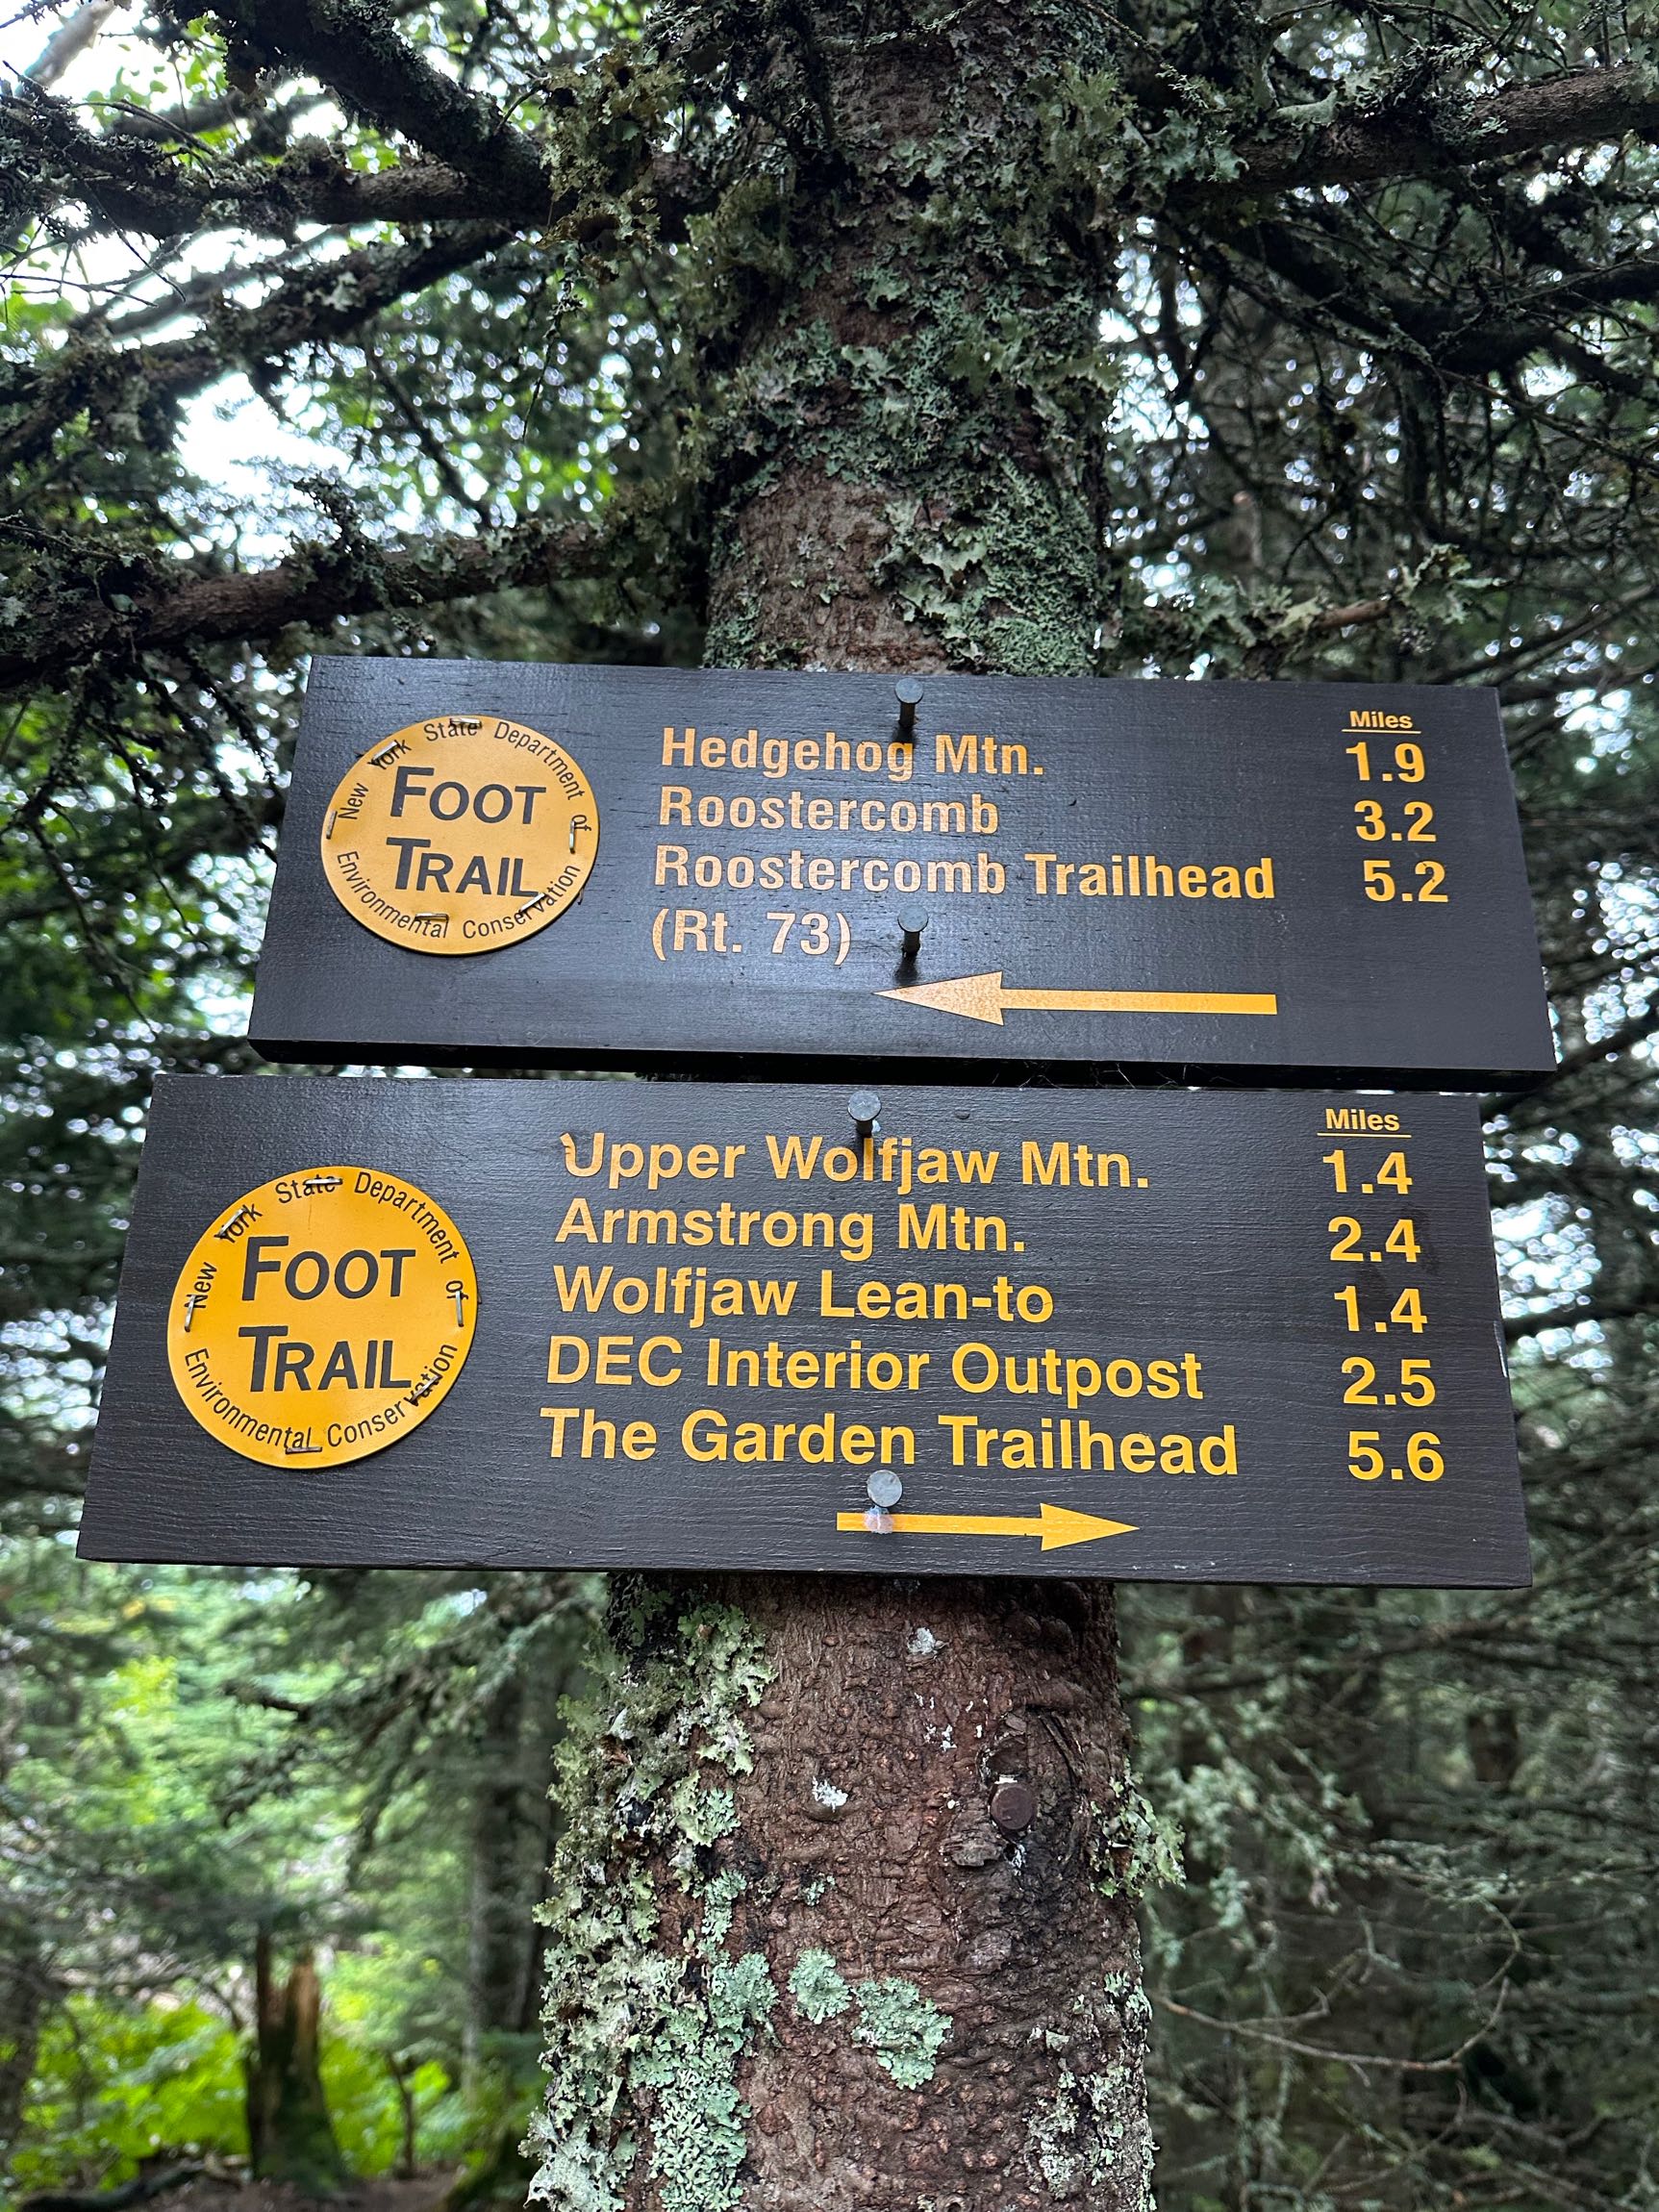 New York State Department of
Environmental Conservation
FOOT
TRAIL
Miles
Hedgehog Mtn. 1.9
Roostercomb 3.2
Roostercomb Trailhead 5.2
(Rt. 73)
New York State Department of
Environmental Conservation
FOOT
TRAIL
Miles
Upper Wolfjaw Mtn. 1.4
Armstrong Mtn. 2.4
Wolfjaw Lean-to 1.4
DEC Interior Outpost 2.5
The Garden Trailhead 5.6